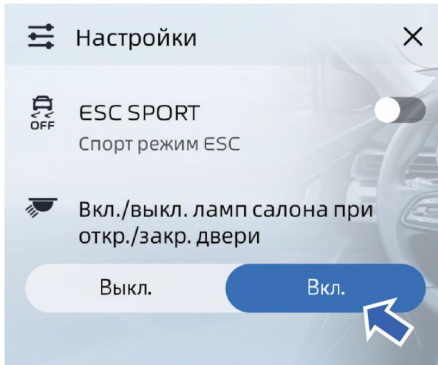 Настройки
ESC SPORT
OFF
Спорт режим ESC
Вкл./выкл. ламп салона при
откр./закр. двери
Выкл. Вкл.